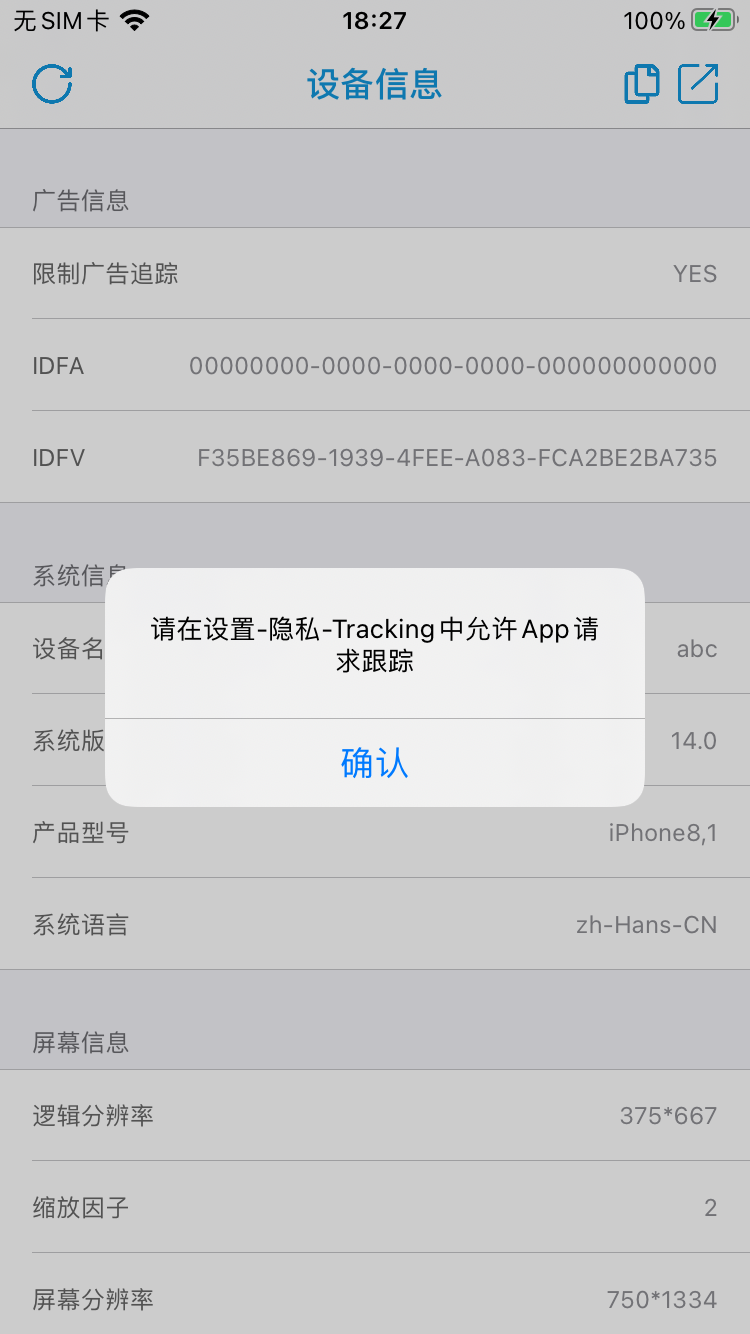 无SIM卡 18:27 100%
设备信息
广告信息
限制广告追踪 YES
IDFA 00000000-0000-0000-0000-000000000000
IDFV F35BE869-1939-4FEE-A083-FCA2BE2BA735
系统信息
请在设置-隐私-Tracking中允许App请
求跟踪
设备名 abc
系统版 14.0
确认
产品型号 iPhone8,1
系统语言 zh-Hans-CN
屏幕信息
逻辑分辨率 375*667
缩放因子 2
屏幕分辨率 750*1334